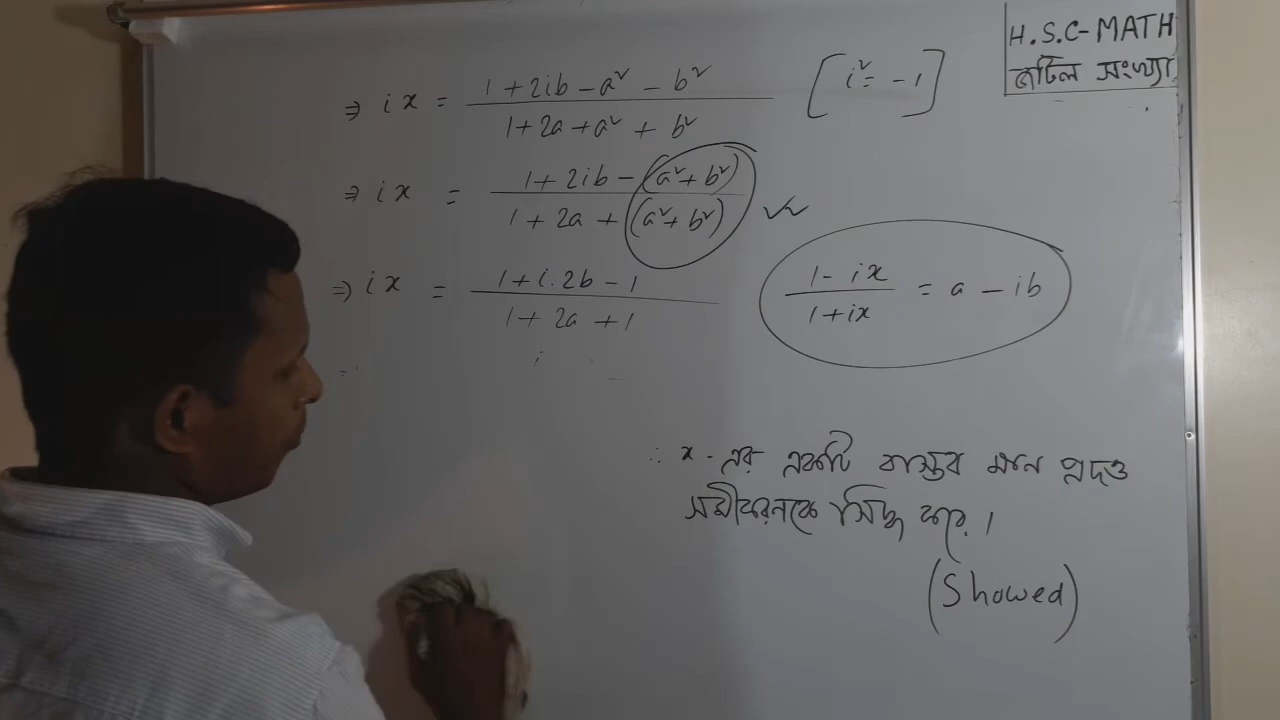 H.S.C-MATH
জটিল সংখ্যা
⇒ ix = (1 + 2ib - a² - b²) / (1 + 2a + a² + b²) [i² = -1]
⇒ ix = (1 + 2ib - (a² + b²)) / (1 + 2a + (a² + b²))
⇒ ix = (1 + i.2b - 1) / (1 + 2a + 1)
(1 - ix) / (1 + ix) = a - ib
∴ x-এর একটি বাস্তব মান প্রদত্ত
সমীকরনকে সিদ্ধ করে।
(Showed)